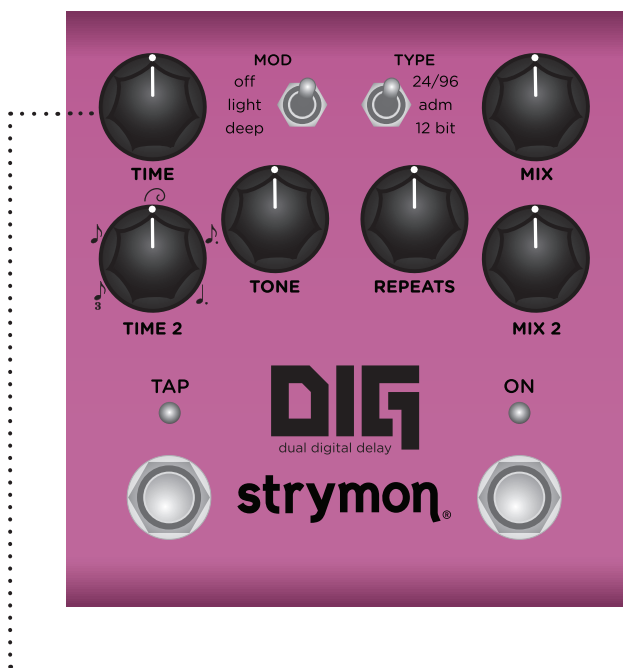 MOD
off
light
deep
TYPE
24/96
adm
12 bit
TIME
MIX
3
TIME 2
TONE
REPEATS
MIX 2
TAP
ON
DIG
dual digital delay
strymon®